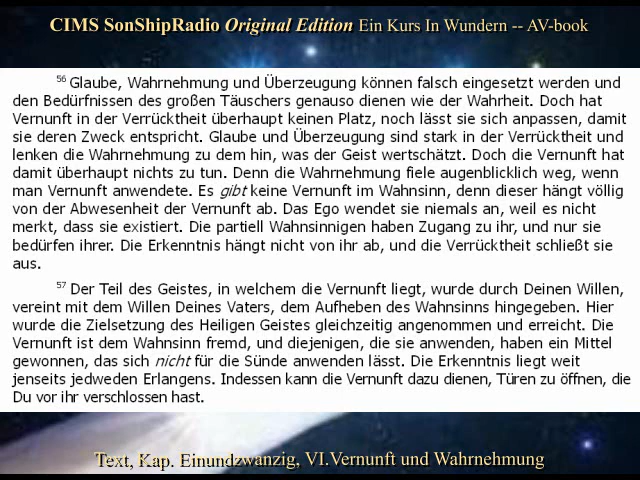 CIMS SonShipRadio Original Edition Ein Kurs In Wundern -- AV-book
56 Glaube, Wahrnehmung und Überzeugung können falsch eingesetzt werden und
den Bedürfnissen des großen Täuschers genauso dienen wie der Wahrheit. Doch hat
Vernunft in der Verrücktheit überhaupt keinen Platz, noch lässt sie sich anpassen, damit
sie deren Zweck entspricht. Glaube und Überzeugung sind stark in der Verrücktheit und
lenken die Wahrnehmung zu dem hin, was der Geist wertschätzt. Doch die Vernunft hat
damit überhaupt nichts zu tun. Denn die Wahrnehmung fiele augenblicklich weg, wenn
man Vernunft anwendete. Es gibt keine Vernunft im Wahnsinn, denn dieser hängt völlig
von der Abwesenheit der Vernunft ab. Das Ego wendet sie niemals an, weil es nicht
merkt, dass sie existiert. Die partiell Wahnsinnigen haben Zugang zu ihr, und nur sie
bedürfen ihrer. Die Erkenntnis hängt nicht von ihr ab, und die Verrücktheit schließt sie
aus.
57 Der Teil des Geistes, in welchem die Vernunft liegt, wurde durch Deinen Willen,
vereint mit dem Willen Deines Vaters, dem Aufheben des Wahnsinns hingegeben. Hier
wurde die Zielsetzung des Heiligen Geistes gleichzeitig angenommen und erreicht. Die
Vernunft ist dem Wahnsinn fremd, und diejenigen, die sie anwenden, haben ein Mittel
gewonnen, das sich nicht für die Sünde anwenden lässt. Die Erkenntnis liegt weit
jenseits jedweden Erlangens. Indessen kann die Vernunft dazu dienen, Türen zu öffnen, die
Du vor ihr verschlossen hast.
Text, Kap. Einundzwanzig, VI.Vernunft und Wahrnehmung